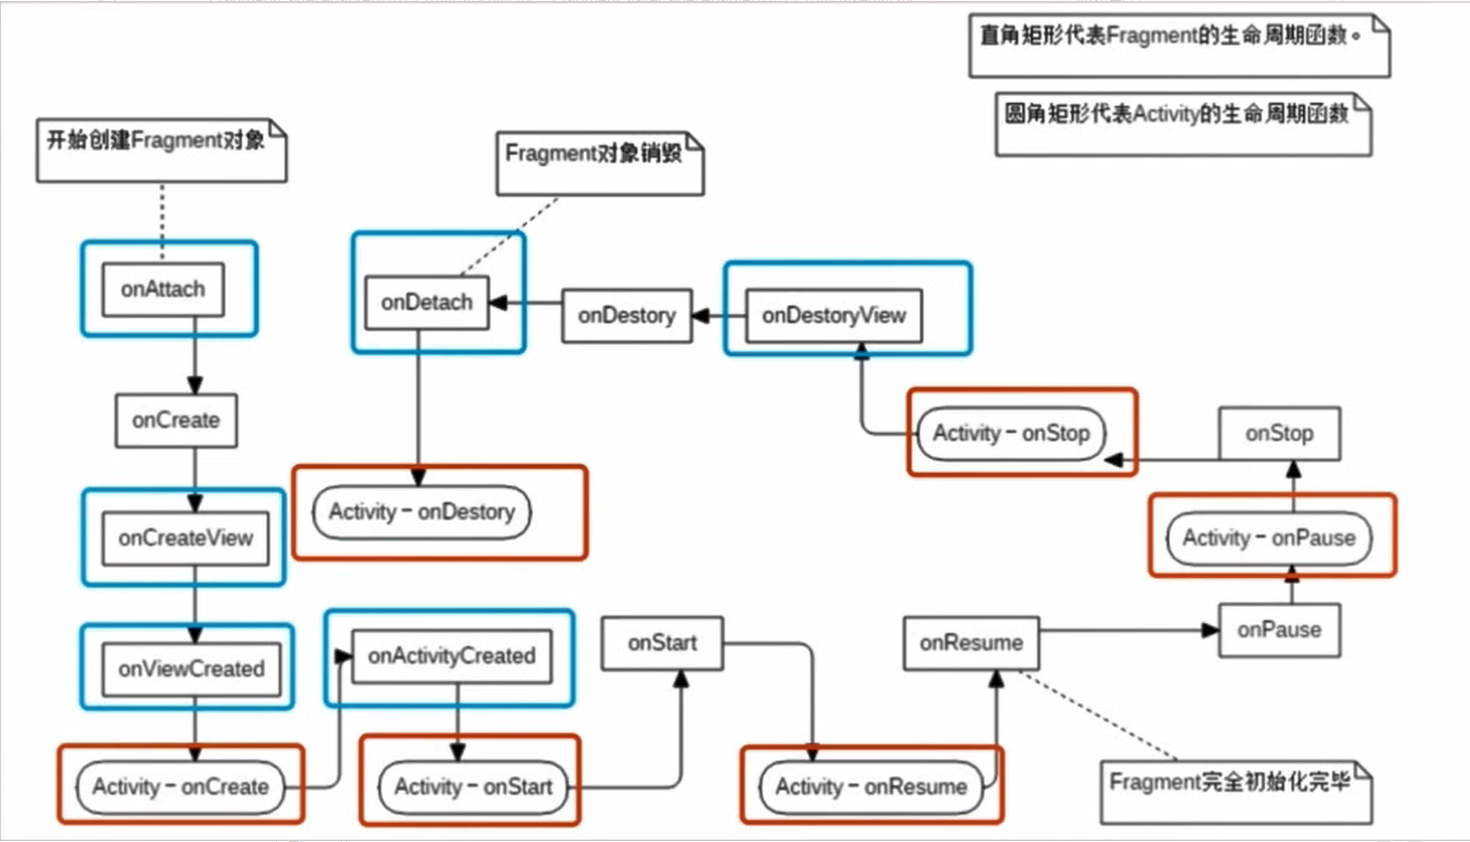 直角矩形代表Fragment的生命周期函数。
圆角矩形代表Activity的生命周期函数
开始创建Fragment对象
Fragment对象销毁
onAttach
onDetach
onDestory
onDestoryView
onCreate
Activity - onStop
onStop
Activity - onDestory
onCreateView
Activity - onPause
onViewCreated
onActivityCreated
onStart
onResume
onPause
Activity - onCreate
Activity - onStart
Activity - onResume
Fragment完全初始化完毕